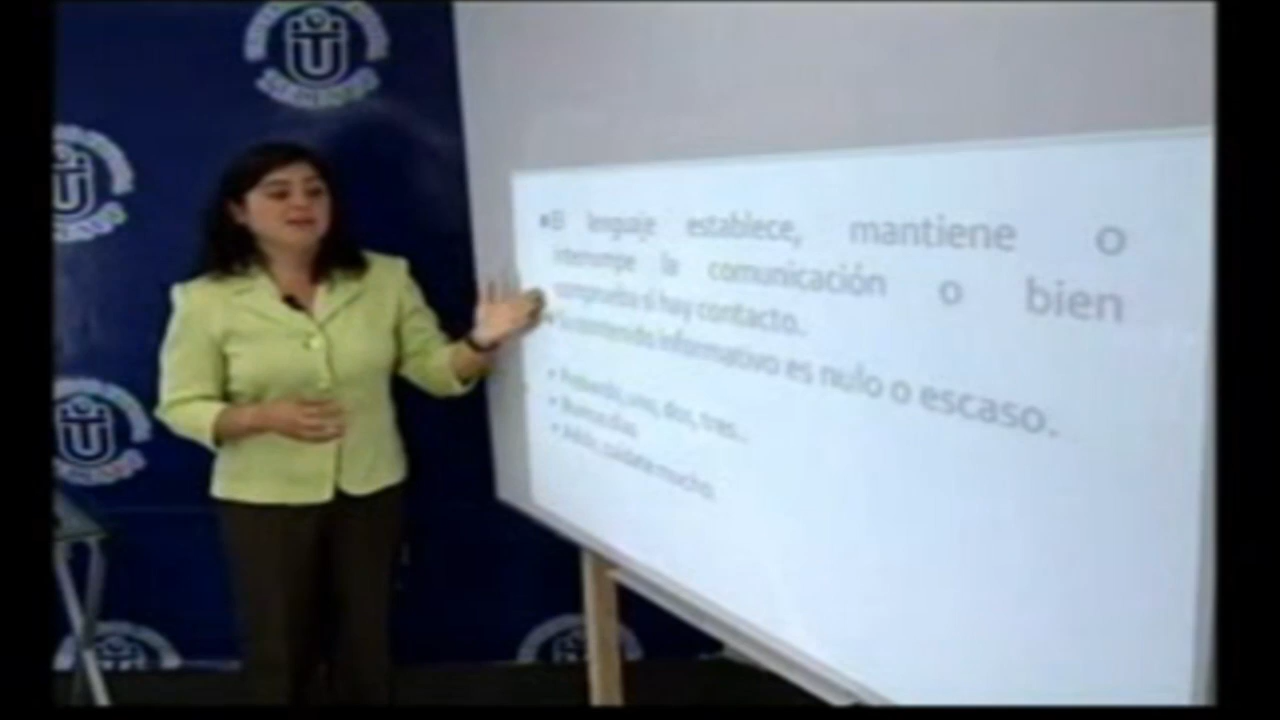 •El lenguaje establece, mantiene o
interrumpe la comunicación o bien
comprueba si hay contacto.
•Su contenido informativo es nulo o escaso.
• Probando, uno, dos, tres...
• Buenos días
• Adiós, cuídate mucho.
U
U
U